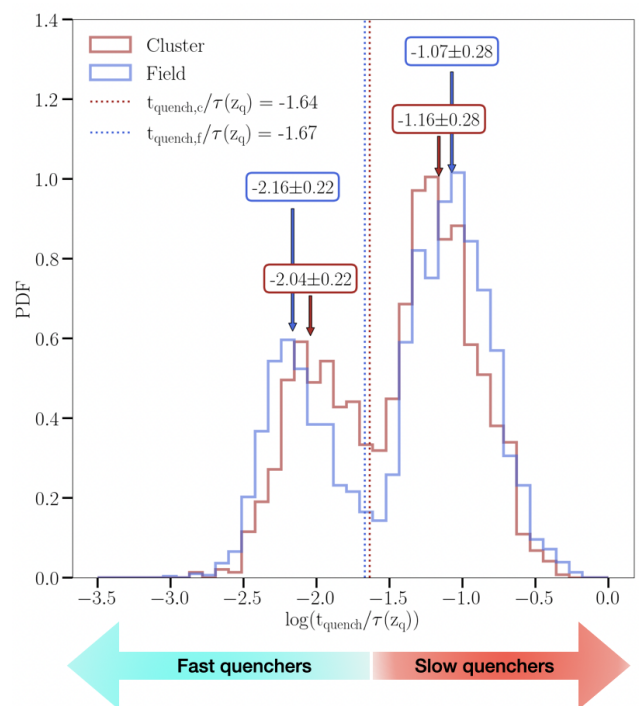 1.4
1.2
1.0
0.8
0.6
0.4
0.2
0.0
PDF
Cluster
Field
t_quench,c/τ(z_q) = -1.64
t_quench,f/τ(z_q) = -1.67
-1.07±0.28
-1.16±0.28
-2.16±0.22
-2.04±0.22
−3.5 −3.0 −2.5 −2.0 −1.5 −1.0 −0.5 0.0
log(t_quench/τ(z_q))
Fast quenchers Slow quenchers